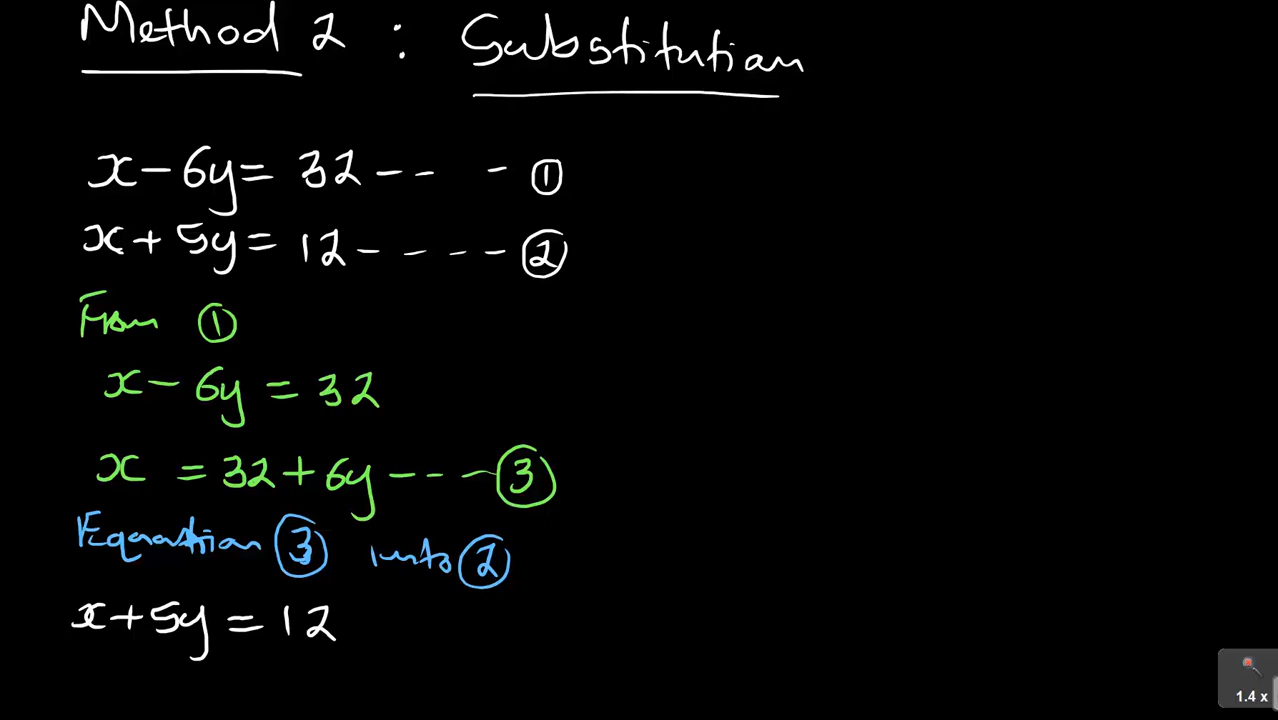 Method 2 : Substitution
x - 6y = 32 - - - ①
x + 5y = 12 - - - - ②
From ①
x - 6y = 32
x = 32 + 6y - - - ③
Equation ③ into ②
x + 5y = 12
1.4 x